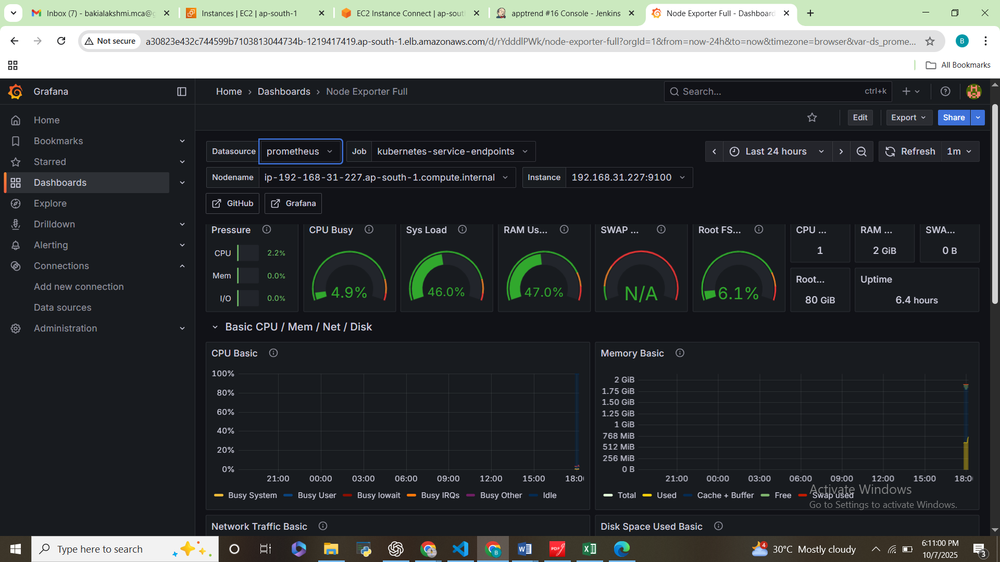 Inbox (7) - bakialakshmi.mca@g
Instances | EC2 | ap-south-1
EC2 Instance Connect | ap-sout
apptrend #16 Console - Jenkins
Node Exporter Full - Dashboard
Not secure
a30823e432c744599b7103813044734b-1219417419.ap-south-1.elb.amazonaws.com/d/rYdddlPWk/node-exporter-full?orgId=1&from=now-24h&to=now&timezone=browser&var-ds_prome...
B
All Bookmarks
Grafana
Home › Dashboards › Node Exporter Full
Search...
ctrl+k
Home
Bookmarks
Starred
Dashboards
Explore
Drilldown
Alerting
Connections
Add new connection
Data sources
Administration
Edit
Export
Share
Datasource
prometheus
Job
kubernetes-service-endpoints
Last 24 hours
Refresh
1m
Nodename
ip-192-168-31-227.ap-south-1.compute.internal
Instance
192.168.31.227:9100
GitHub
Grafana
Pressure
CPU 2.2%
Mem 0.0%
I/O 0.0%
CPU Busy
4.9%
Sys Load
46.0%
RAM Us...
47.0%
SWAP ...
N/A
Root FS...
6.1%
CPU ...
1
RAM ...
2 GiB
SWA...
0 B
Root...
80 GiB
Uptime
6.4 hours
Basic CPU / Mem / Net / Disk
CPU Basic
100%
80%
60%
40%
20%
0%
21:00 00:00 03:00 06:00 09:00 12:00 15:00 18:00
Busy System Busy User Busy Iowait Busy IRQs Busy Other Idle
Memory Basic
2 GiB
1.75 GiB
1.50 GiB
1.25 GiB
1 GiB
768 MiB
512 MiB
256 MiB
0 B
21:00 00:00 03:00 06:00 09:00 12:00 15:00 18:00
Total Used Cache + Buffer Free Swap used
Activate Windows
Go to Settings to activate Windows.
Network Traffic Basic
Disk Space Used Basic
Type here to search
PDF
B
4
30°C Mostly cloudy
6:11:00 PM
10/7/2025
3